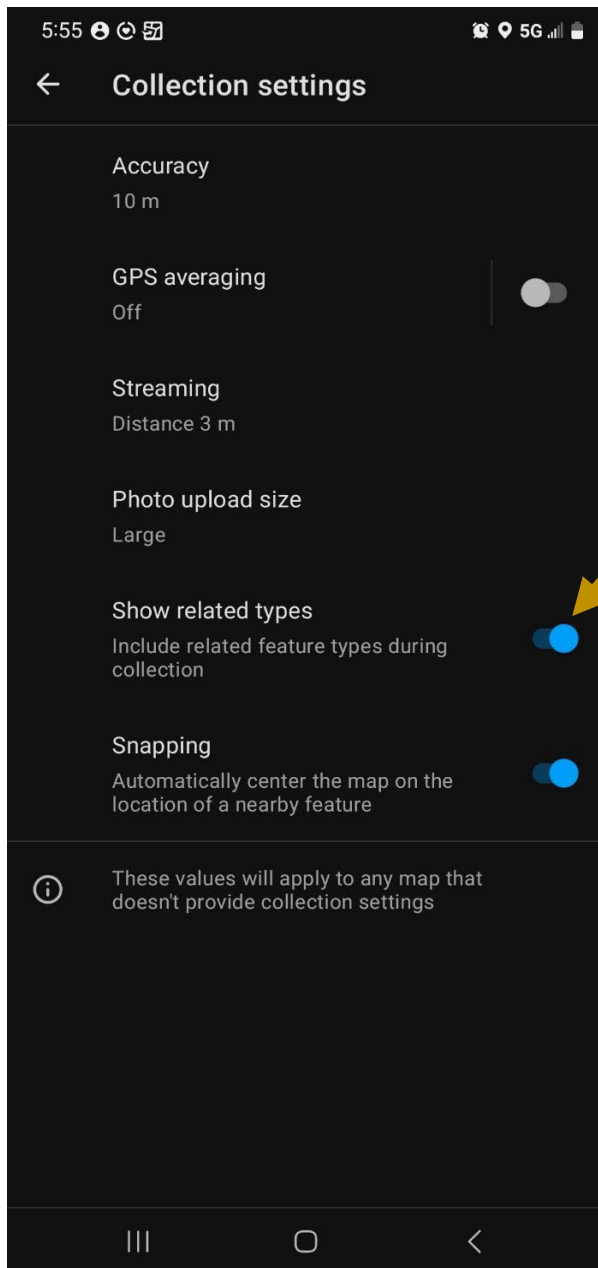 5:55 5G
Collection settings
Accuracy
10 m
GPS averaging
Off
Streaming
Distance 3 m
Photo upload size
Large
Show related types
Include related feature types during
collection
Snapping
Automatically center the map on the
location of a nearby feature
These values will apply to any map that
doesn't provide collection settings